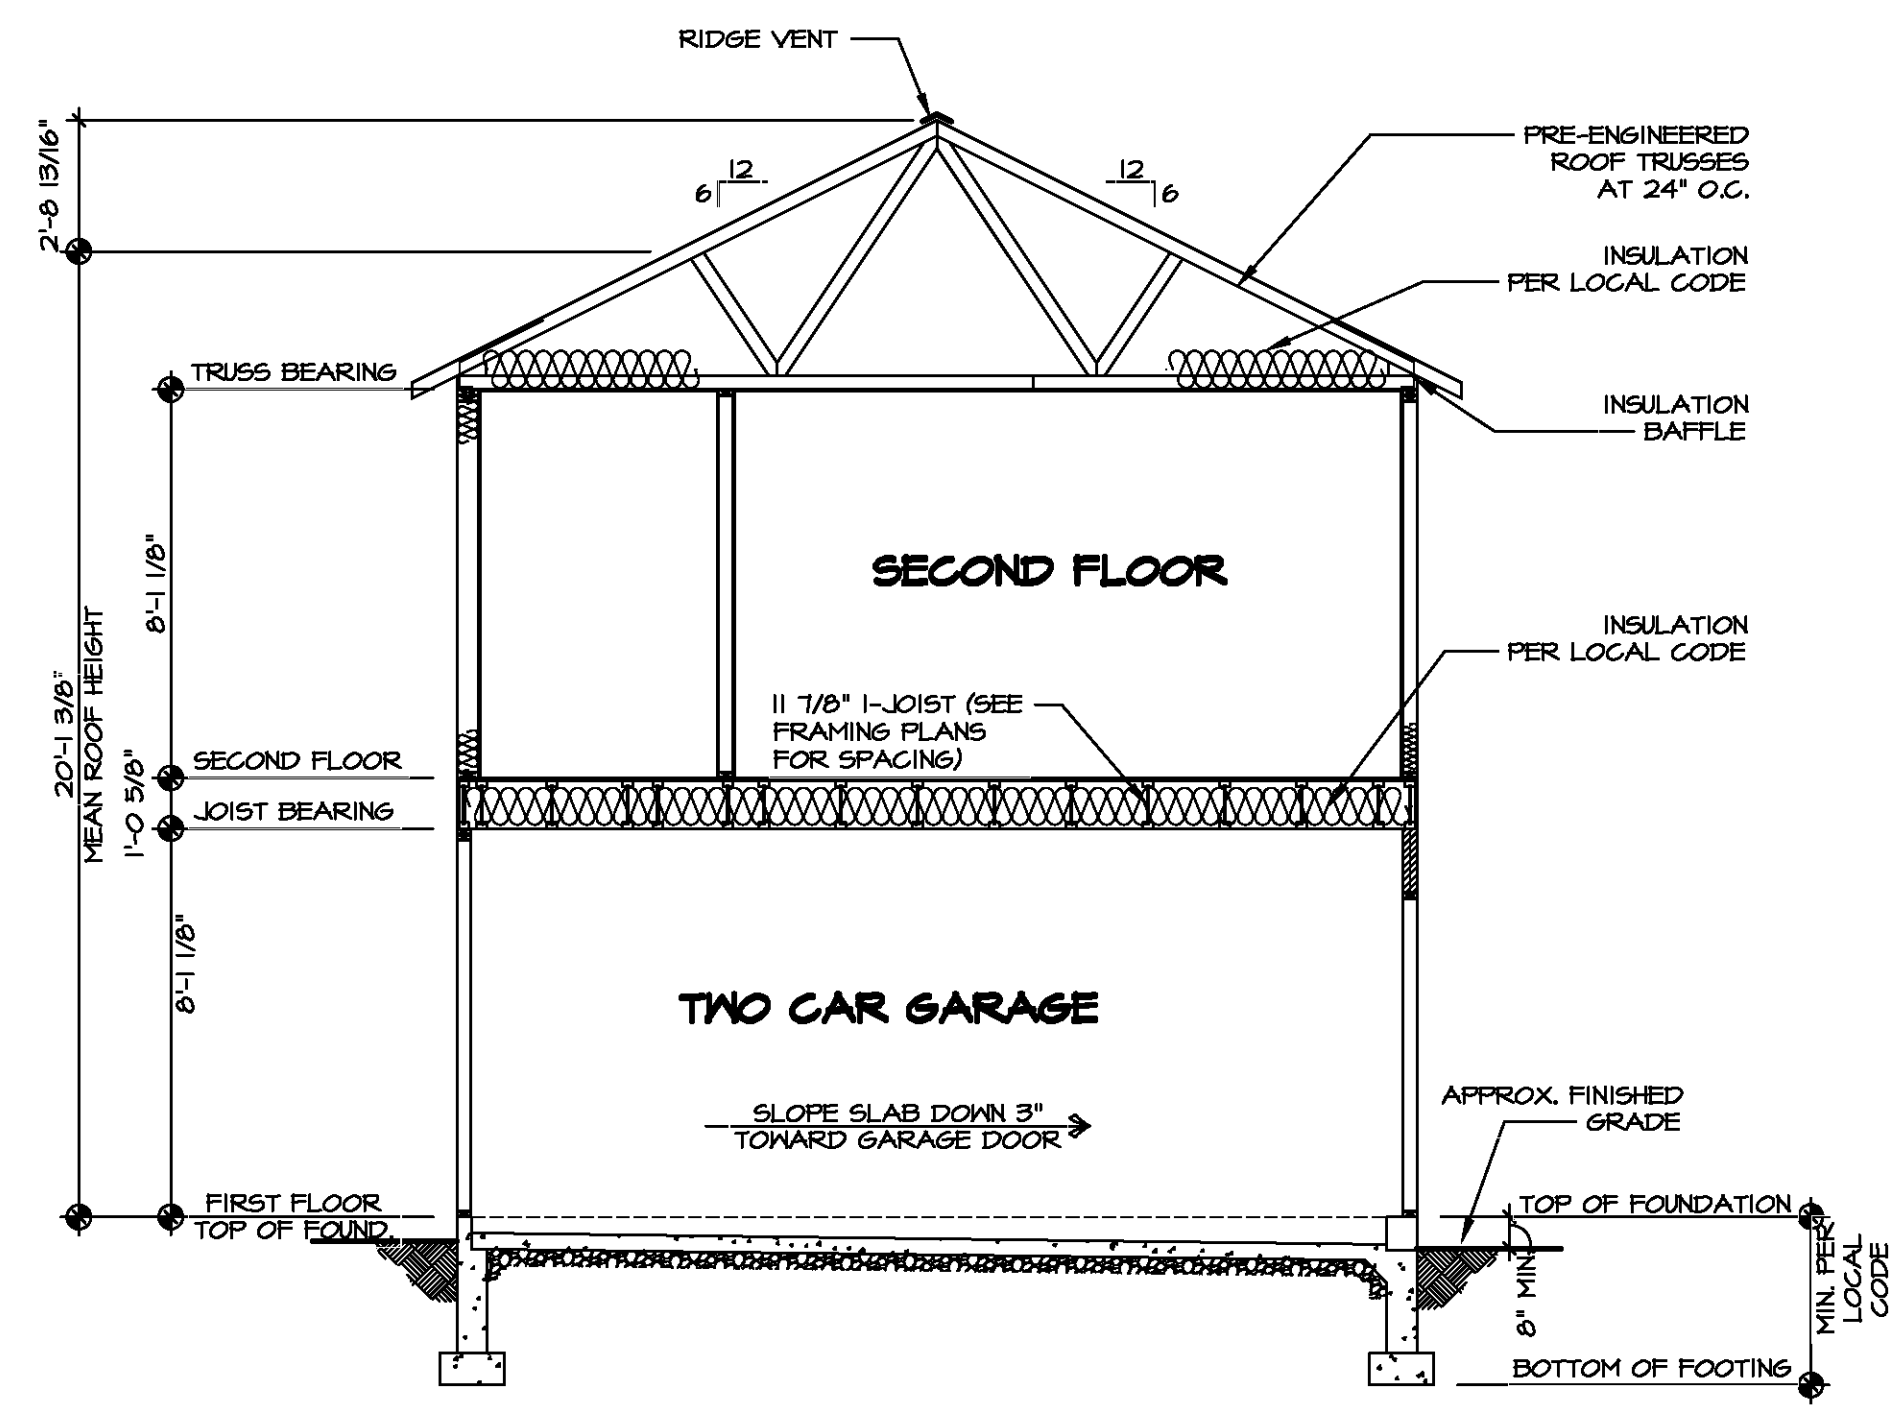 RIDGE VENT
2'-8 13/16"
12
6
12
6
PRE-ENGINEERED
ROOF TRUSSES
AT 24" O.C.
INSULATION
PER LOCAL CODE
TRUSS BEARING
INSULATION
BAFFLE
8'-1 1/8"
SECOND FLOOR
20'-1 3/8"
MEAN ROOF HEIGHT
INSULATION
PER LOCAL CODE
11 7/8" I-JOIST (SEE
FRAMING PLANS
FOR SPACING)
SECOND FLOOR
1'-0 5/8"
JOIST BEARING
8'-1 1/8"
TWO CAR GARAGE
SLOPE SLAB DOWN 3"
TOWARD GARAGE DOOR
APPROX. FINISHED
GRADE
FIRST FLOOR
TOP OF FOUND.
TOP OF FOUNDATION
8" MIN.
MIN. PER
LOCAL
CODE
BOTTOM OF FOOTING